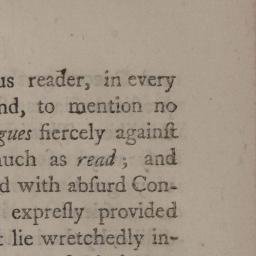 us reader, in every
nd, to mention no
gues fiercely againſt
nuch as read; and
d with abſurd Con-
expreſly provided
t lie wretchedly in-